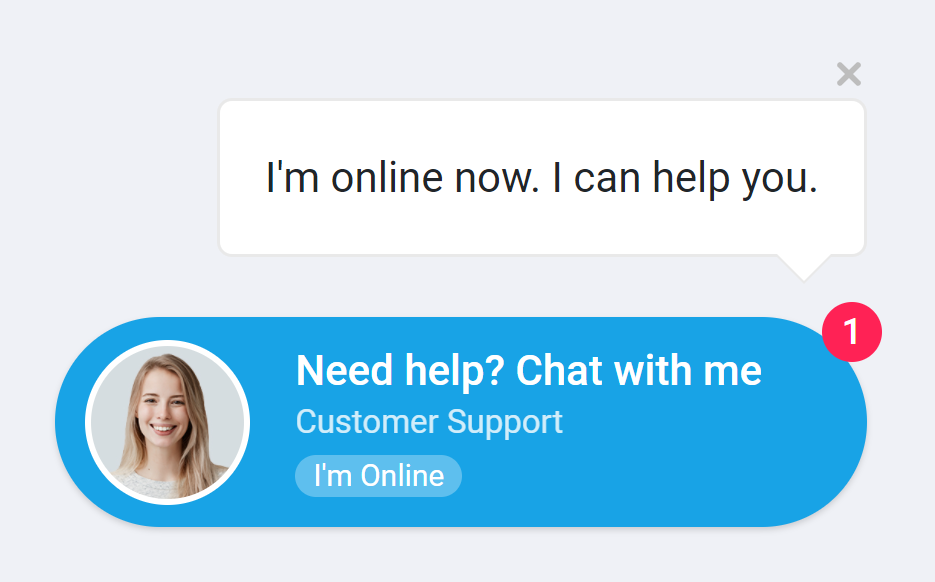 I'm online now. I can help you.
1
Need help? Chat with me
Customer Support
I'm Online